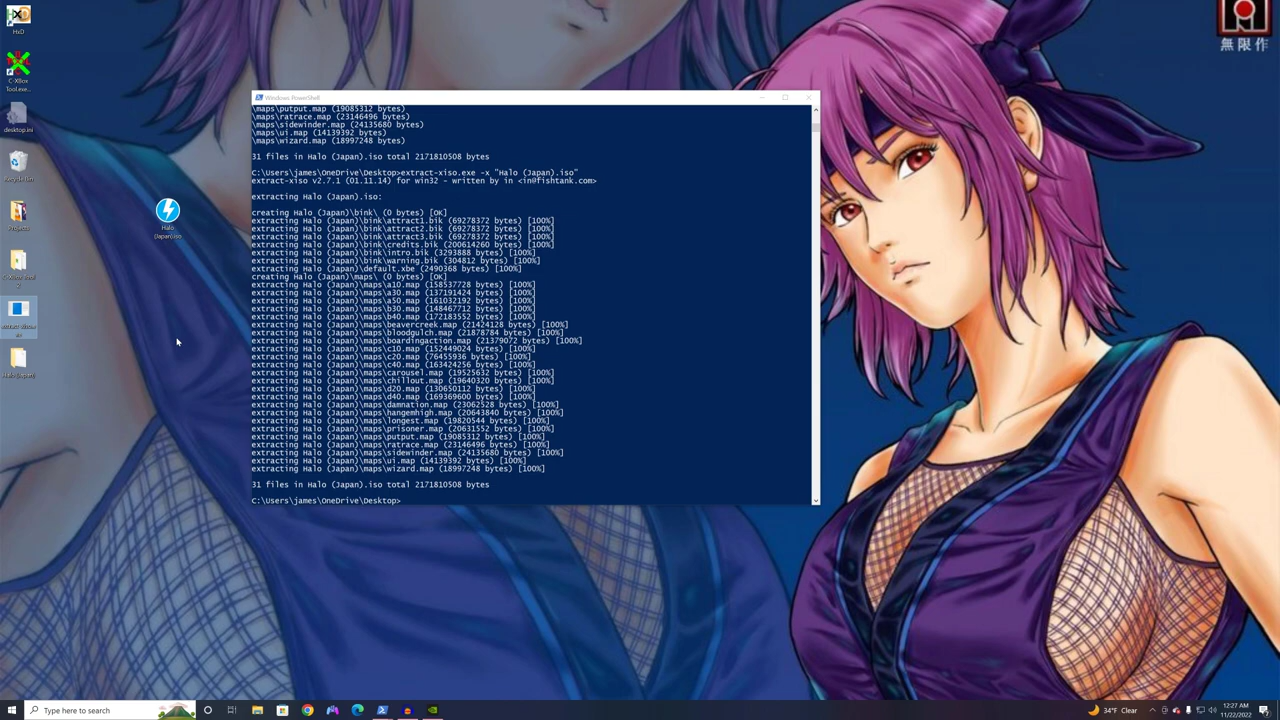 HxD
C-XBox
Tool.exe...
desktop.ini
Recycle Bin
Projects
Halo
(Japan).iso
Halo (Japan)
無限作
Windows PowerShell
\maps\putput.map (19085312 bytes)
\maps\ratrace.map (23146496 bytes)
\maps\sidewinder.map (24135680 bytes)
\maps\ui.map (14139392 bytes)
\maps\wizard.map (18997248 bytes)
31 files in Halo (Japan).iso total 2171810508 bytes
C:\Users\james\OneDrive\Desktop>extract-xiso.exe -x "Halo (Japan).iso"
extract-xiso v2.7.1 (01.11.14) for win32 - written by in <in@fishtank.com>
extracting Halo (Japan).iso:
creating Halo (Japan)\bink\ (0 bytes) [OK]
extracting Halo (Japan)\bink\attract1.bik (69278372 bytes) [100%]
extracting Halo (Japan)\bink\attract2.bik (69278372 bytes) [100%]
extracting Halo (Japan)\bink\attract3.bik (69278372 bytes) [100%]
extracting Halo (Japan)\bink\credits.bik (200614260 bytes) [100%]
extracting Halo (Japan)\bink\intro.bik (3293888 bytes) [100%]
extracting Halo (Japan)\bink\warning.bik (304812 bytes) [100%]
extracting Halo (Japan)\default.xbe (2490368 bytes) [100%]
creating Halo (Japan)\maps\ (0 bytes) [OK]
extracting Halo (Japan)\maps\a10.map (158537728 bytes) [100%]
extracting Halo (Japan)\maps\a30.map (137191424 bytes) [100%]
extracting Halo (Japan)\maps\a50.map (161032192 bytes) [100%]
extracting Halo (Japan)\maps\b30.map (148467712 bytes) [100%]
extracting Halo (Japan)\maps\b40.map (172183552 bytes) [100%]
extracting Halo (Japan)\maps\beavercreek.map (21424128 bytes) [100%]
extracting Halo (Japan)\maps\bloodgulch.map (21878784 bytes) [100%]
extracting Halo (Japan)\maps\boardingaction.map (21379072 bytes) [100%]
extracting Halo (Japan)\maps\c10.map (152449024 bytes) [100%]
extracting Halo (Japan)\maps\c20.map (76455936 bytes) [100%]
extracting Halo (Japan)\maps\c40.map (163424256 bytes) [100%]
extracting Halo (Japan)\maps\carousel.map (19525632 bytes) [100%]
extracting Halo (Japan)\maps\chillout.map (19640320 bytes) [100%]
extracting Halo (Japan)\maps\d20.map (130650112 bytes) [100%]
extracting Halo (Japan)\maps\d40.map (169369600 bytes) [100%]
extracting Halo (Japan)\maps\damnation.map (23062528 bytes) [100%]
extracting Halo (Japan)\maps\hangemhigh.map (20643840 bytes) [100%]
extracting Halo (Japan)\maps\longest.map (19820544 bytes) [100%]
extracting Halo (Japan)\maps\prisoner.map (20631552 bytes) [100%]
extracting Halo (Japan)\maps\putput.map (19085312 bytes) [100%]
extracting Halo (Japan)\maps\ratrace.map (23146496 bytes) [100%]
extracting Halo (Japan)\maps\sidewinder.map (24135680 bytes) [100%]
extracting Halo (Japan)\maps\ui.map (14139392 bytes) [100%]
extracting Halo (Japan)\maps\wizard.map (18997248 bytes) [100%]
31 files in Halo (Japan).iso total 2171810508 bytes
C:\Users\james\OneDrive\Desktop>
Type here to search
34°F Clear
12:27 AM
11/22/2022